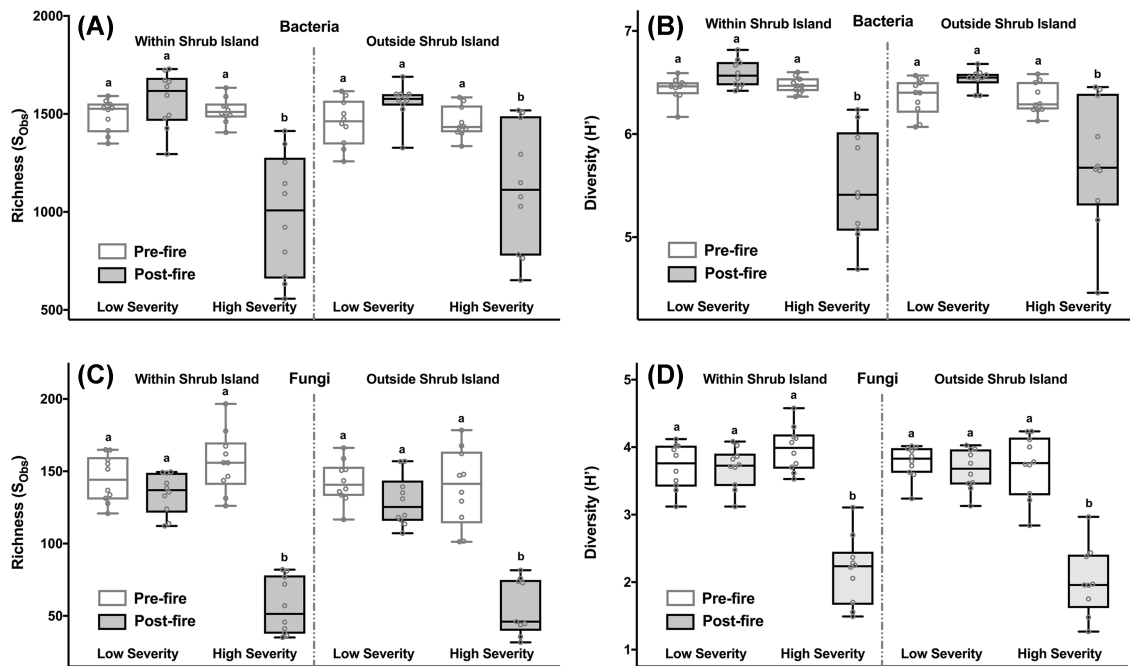 (A)
Bacteria
Within Shrub Island
Outside Shrub Island
Richness (SObs)
2000
1500
1000
500
a
a
a
b
a
a
a
b
Pre-fire
Post-fire
Low Severity
High Severity
Low Severity
High Severity
(B)
Bacteria
Within Shrub Island
Outside Shrub Island
Diversity (H')
7
6
5
a
a
a
b
a
a
a
b
Pre-fire
Post-fire
Low Severity
High Severity
Low Severity
High Severity
(C)
Within Shrub Island
Fungi
Outside Shrub Island
Richness (SObs)
200
150
100
50
a
a
a
b
a
a
a
b
Pre-fire
Post-fire
Low Severity
High Severity
Low Severity
High Severity
(D)
Within Shrub Island
Fungi
Outside Shrub Island
Diversity (H')
5
4
3
2
1
a
a
a
b
a
a
a
b
Pre-fire
Post-fire
Low Severity
High Severity
Low Severity
High Severity